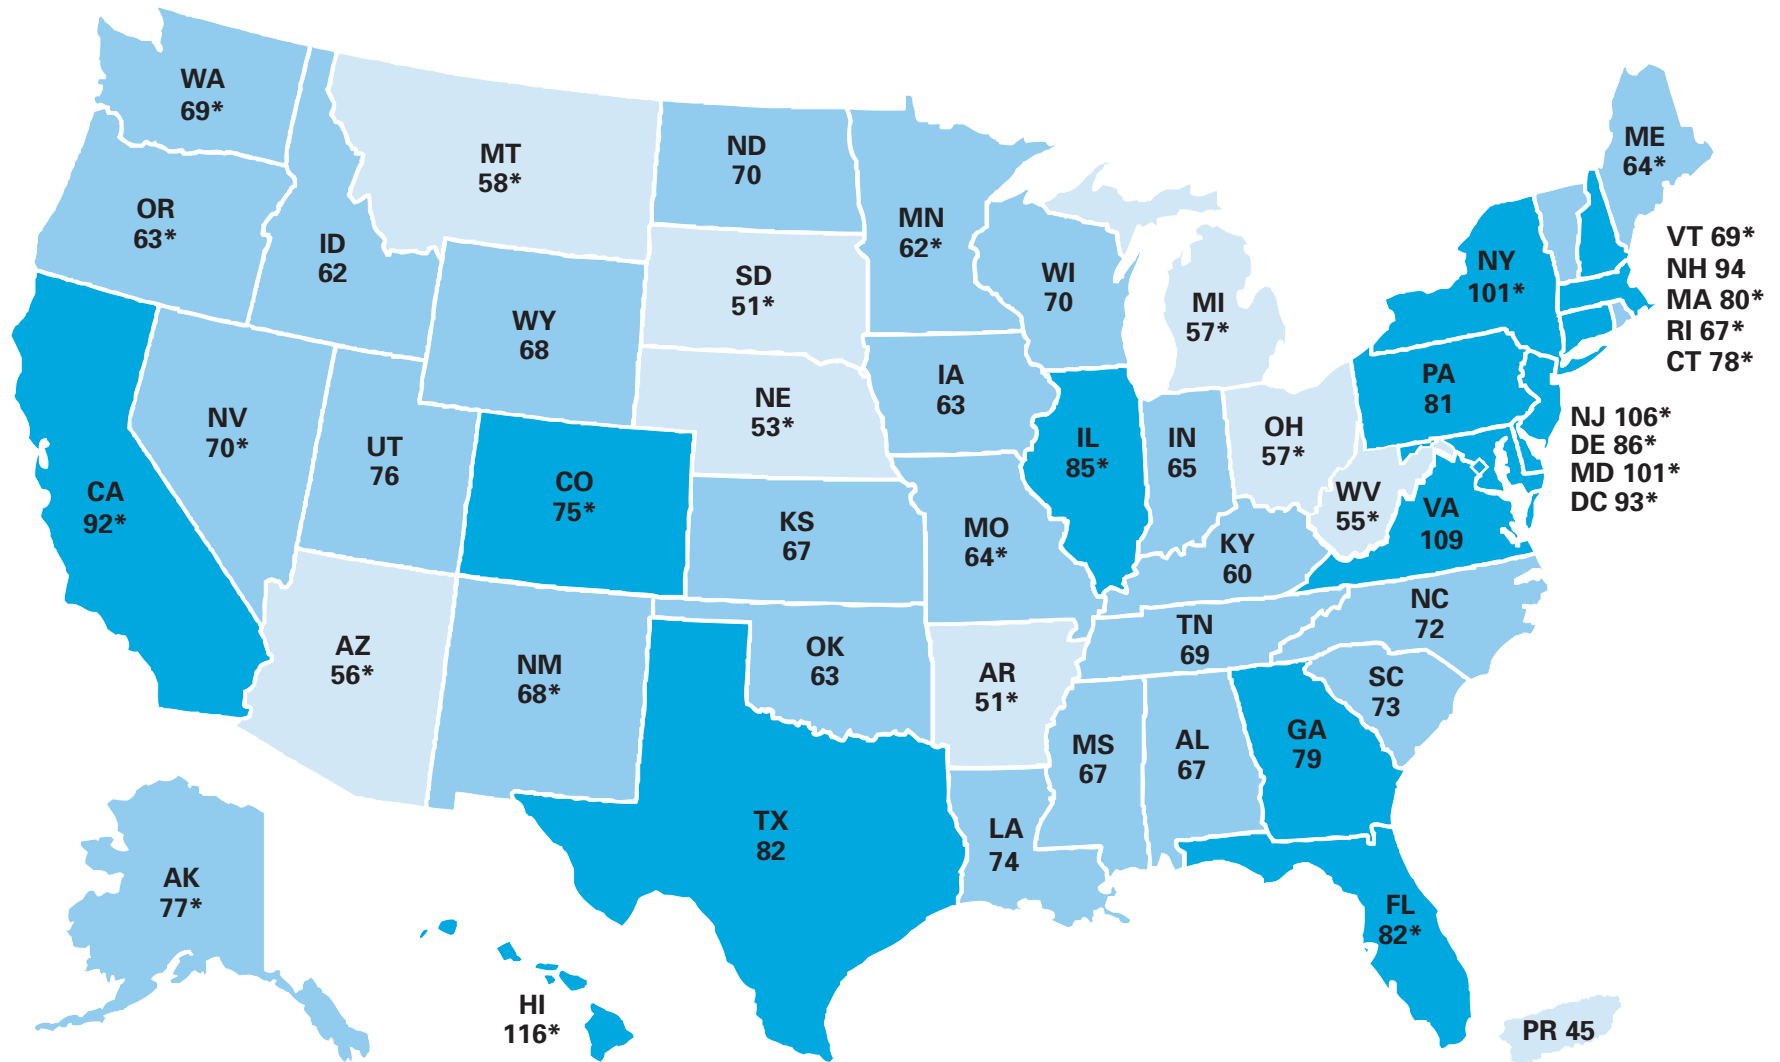 WA
69*
MT
58*
ND
70
ME
64*
OR
63*
ID
62
MN
62*
VT 69*
NH 94
MA 80*
RI 67*
CT 78*
SD
51*
WI
70
MI
57*
NY
101*
WY
68
IA
63
PA
81
NE
53*
NV
70*
UT
76
IL
85*
IN
65
OH
57*
NJ 106*
DE 86*
MD 101*
DC 93*
CA
92*
CO
75*
KS
67
MO
64*
KY
60
WV
55*
VA
109
NC
72
AZ
56*
NM
68*
OK
63
AR
51*
TN
69
SC
73
MS
67
AL
67
GA
79
TX
82
LA
74
AK
77*
FL
82*
HI
116*
PR 45